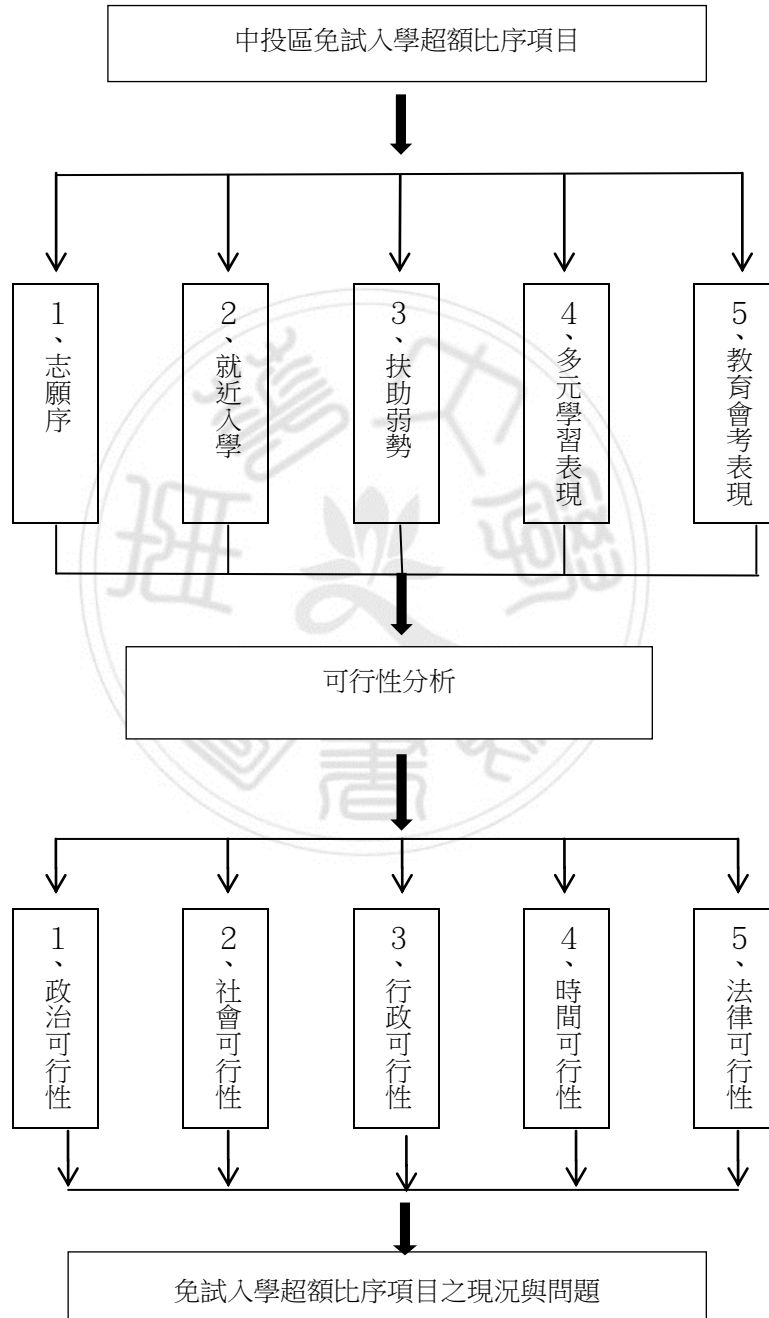 中投區免試入學超額比序項目
1、志願序
2、就近入學
3、扶助弱勢
4、多元學習表現
5、教育會考表現
可行性分析
1、政治可行性
2、社會可行性
3、行政可行性
4、時間可行性
5、法律可行性
免試入學超額比序項目之現況與問題